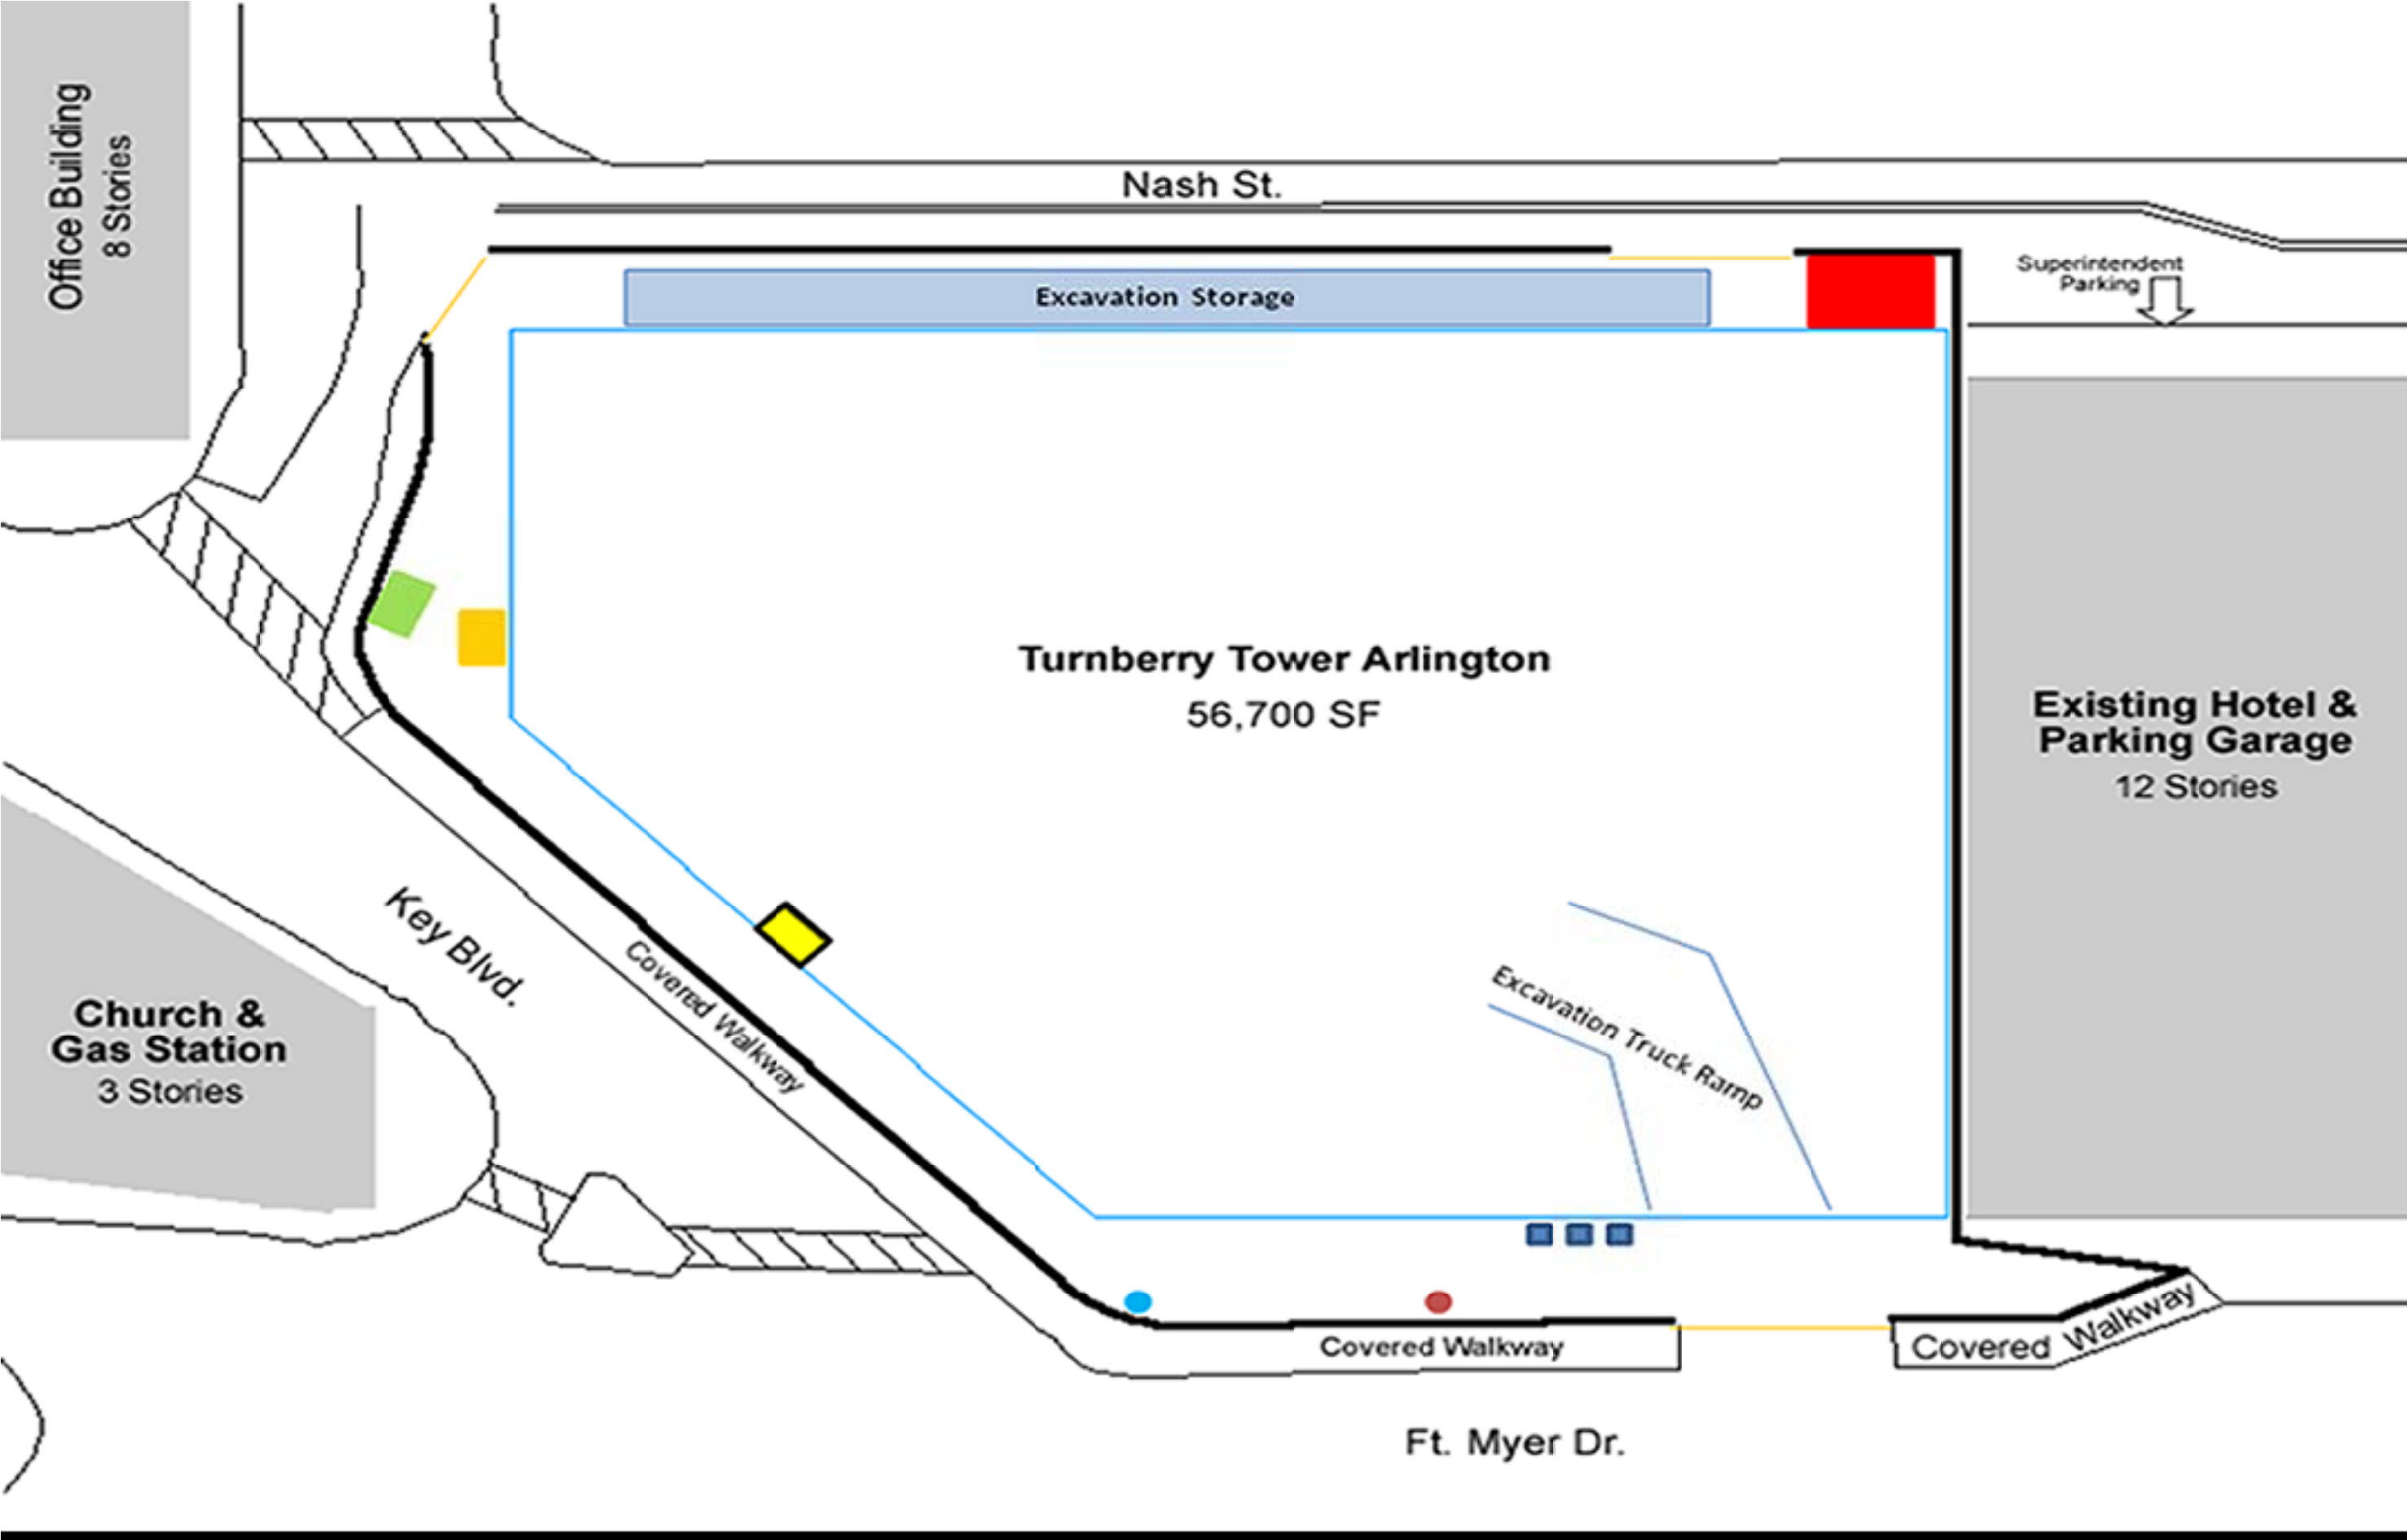 Office Building
8 Stories
Nash St.
Superintendent
Parking
Excavation Storage
Turnberry Tower Arlington
56,700 SF
Existing Hotel &
Parking Garage
12 Stories
Key Blvd.
Covered Walkway
Church &
Gas Station
3 Stories
Excavation Truck Ramp
Covered Walkway
Covered Walkway
Ft. Myer Dr.